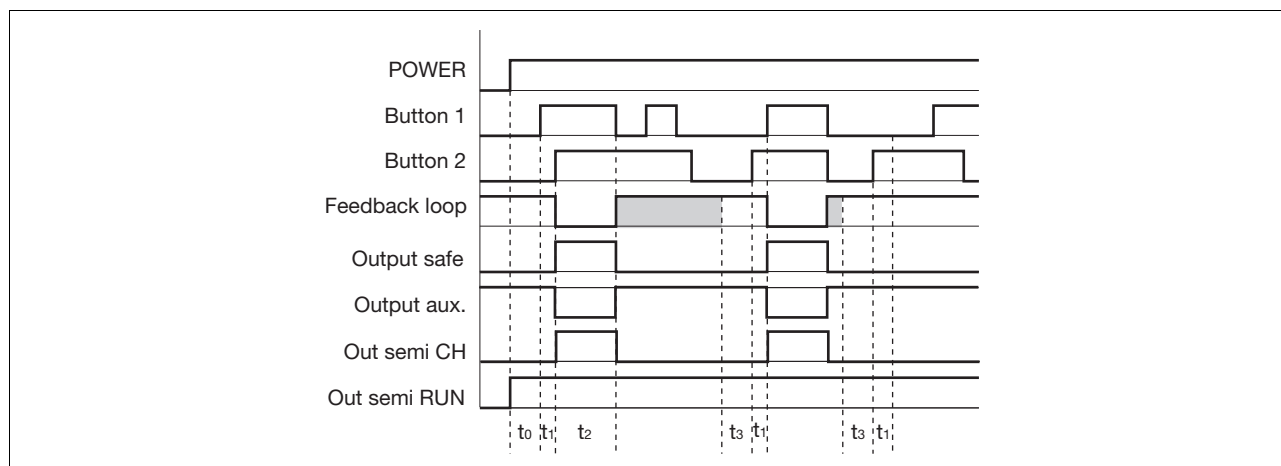 POWER
Button 1
Button 2
Feedback loop
Output safe
Output aux.
Out semi CH
Out semi RUN
t0 t1 t2 t3 t1 t3 t1